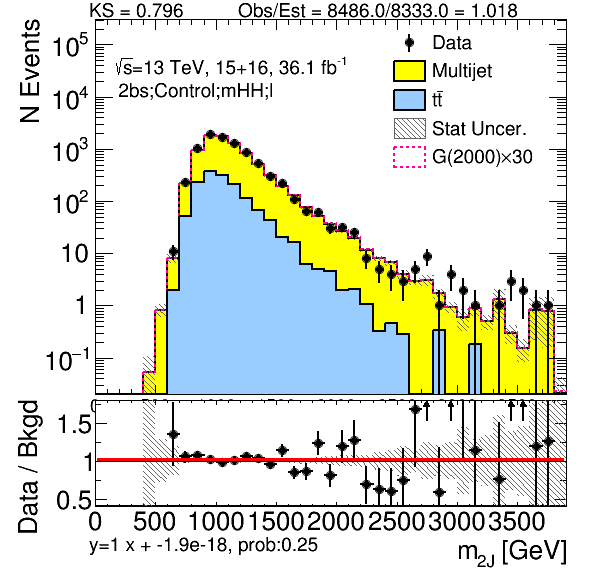 KS = 0.796 Obs/Est = 8486.0/8333.0 = 1.018
N Events
10⁵
10⁴
10³
10²
10
1
10⁻¹
√s=13 TeV, 15+16, 36.1 fb⁻¹
2bs;Control;mHH;l
Data
Multijet
tt̄
Stat Uncer.
G(2000)×30
Data / Bkgd
1.5
1
0.5
0 500 1000 1500 2000 2500 3000 3500
y=1 x + -1.9e-18, prob:0.25
m₂J [GeV]